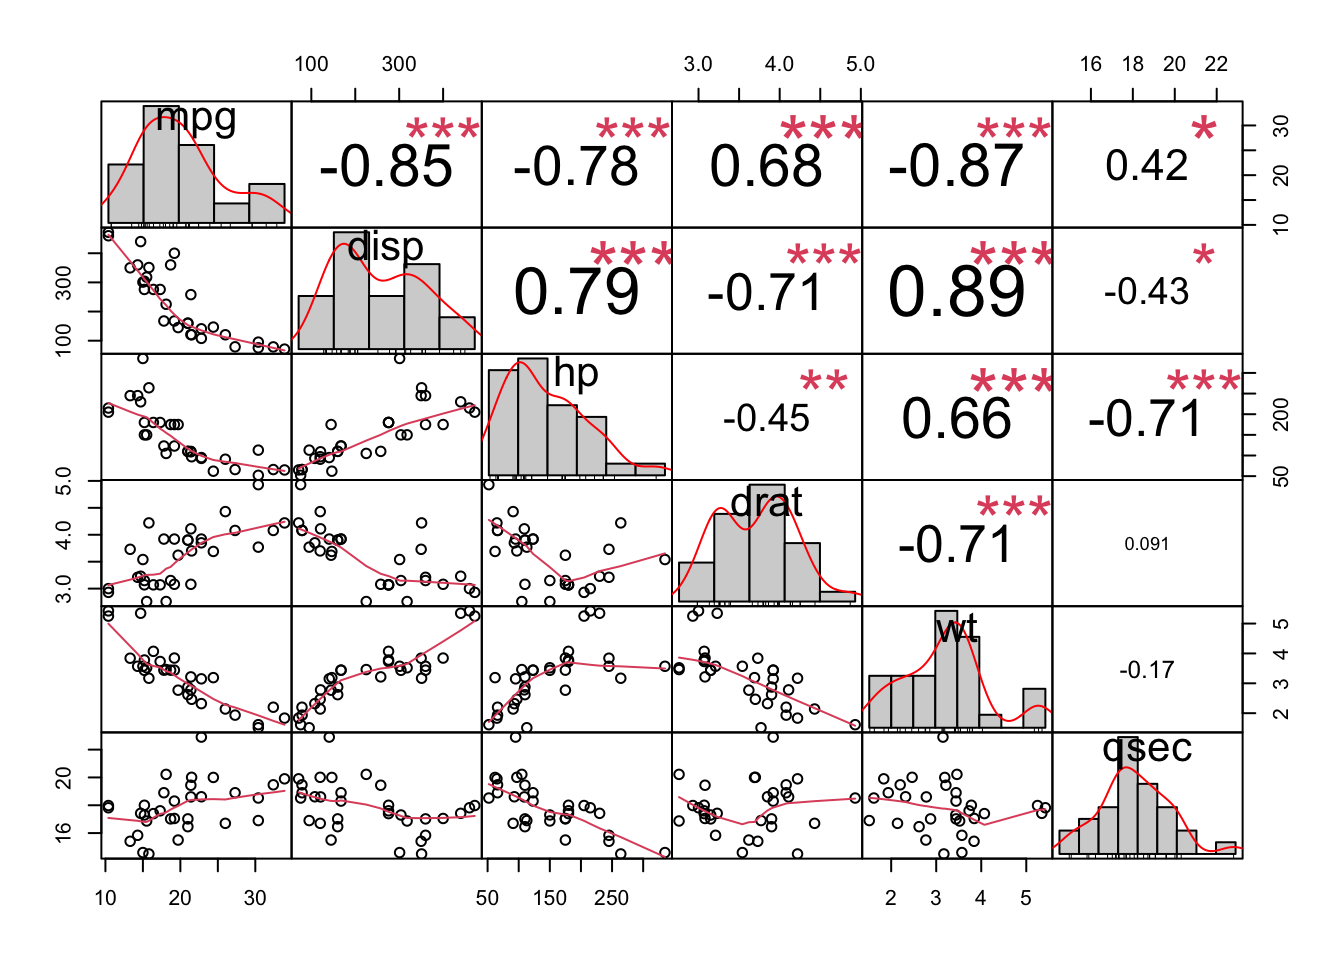 100 300 3.0 4.0 5.0 16 18 20 22
mpg *** *** *** *** *
-0.85 -0.78 0.68 -0.87 0.42
10 20 30
disp *** *** *** *
0.79 -0.71 0.89 -0.43
100 300
hp ** *** ***
-0.45 0.66 -0.71
50 200
drat ***
-0.71 0.091
3.0 4.0 5.0
wt
-0.17
2 3 4 5
qsec
16 20
10 20 30 50 150 250 2 3 4 5